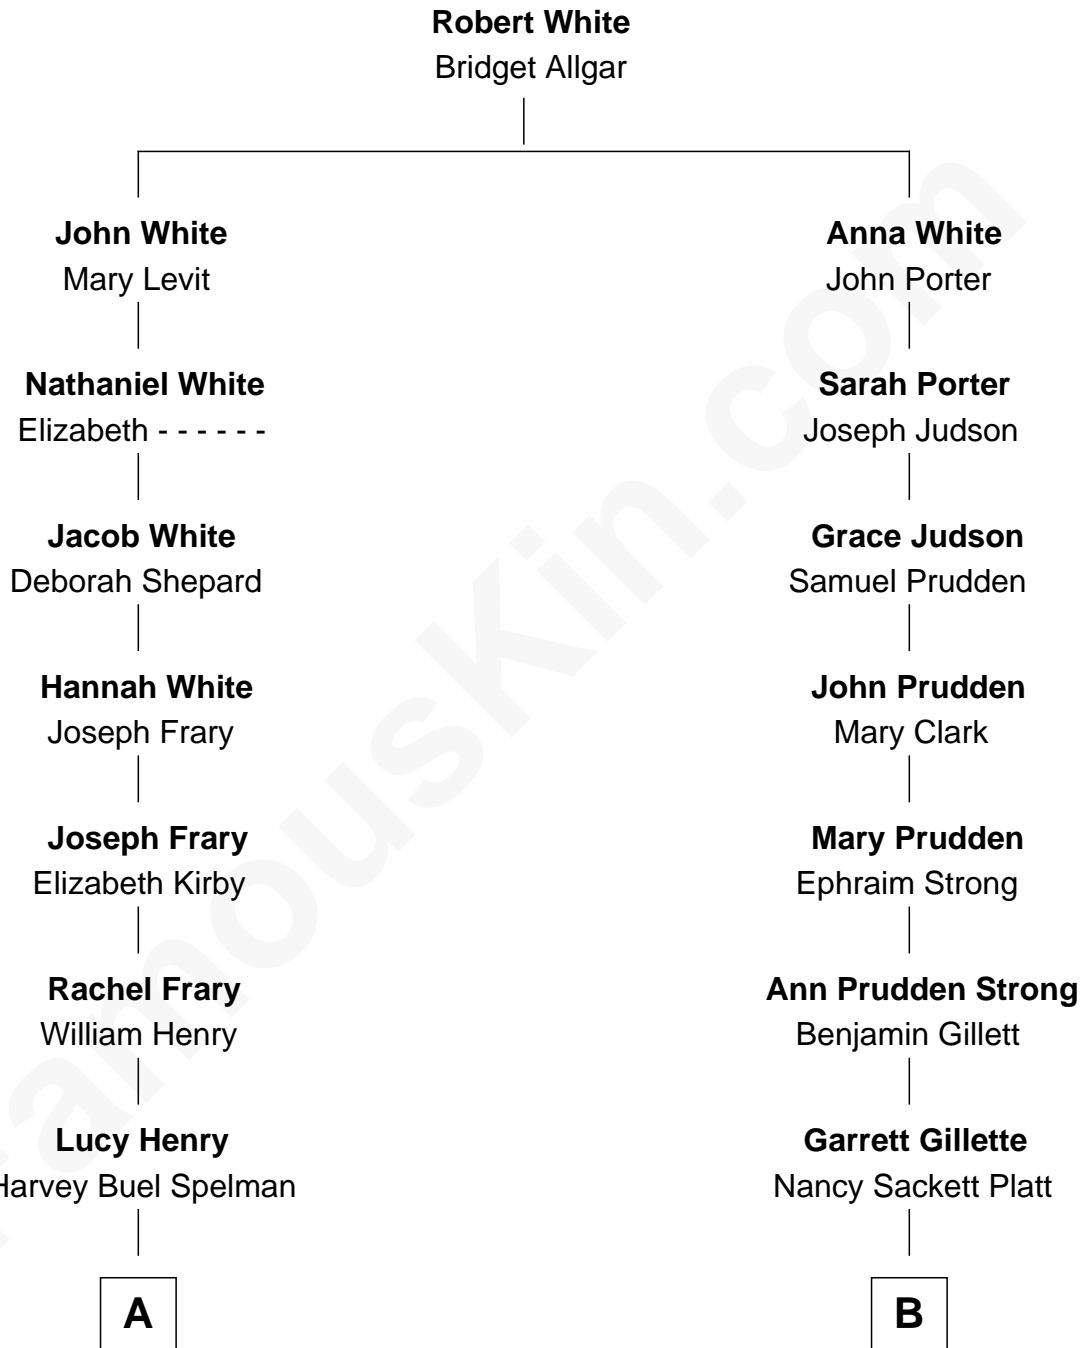 Robert White
Bridget Allgar
John White
Mary Levit
Anna White
John Porter
Nathaniel White
Elizabeth - - - - - -
Sarah Porter
Joseph Judson
Jacob White
Deborah Shepard
Grace Judson
Samuel Prudden
Hannah White
Joseph Frary
John Prudden
Mary Clark
Joseph Frary
Elizabeth Kirby
Mary Prudden
Ephraim Strong
Rachel Frary
William Henry
Ann Prudden Strong
Benjamin Gillett
Lucy Henry
Harvey Buel Spelman
Garrett Gillette
Nancy Sackett Platt
A
B
FamousKin.com